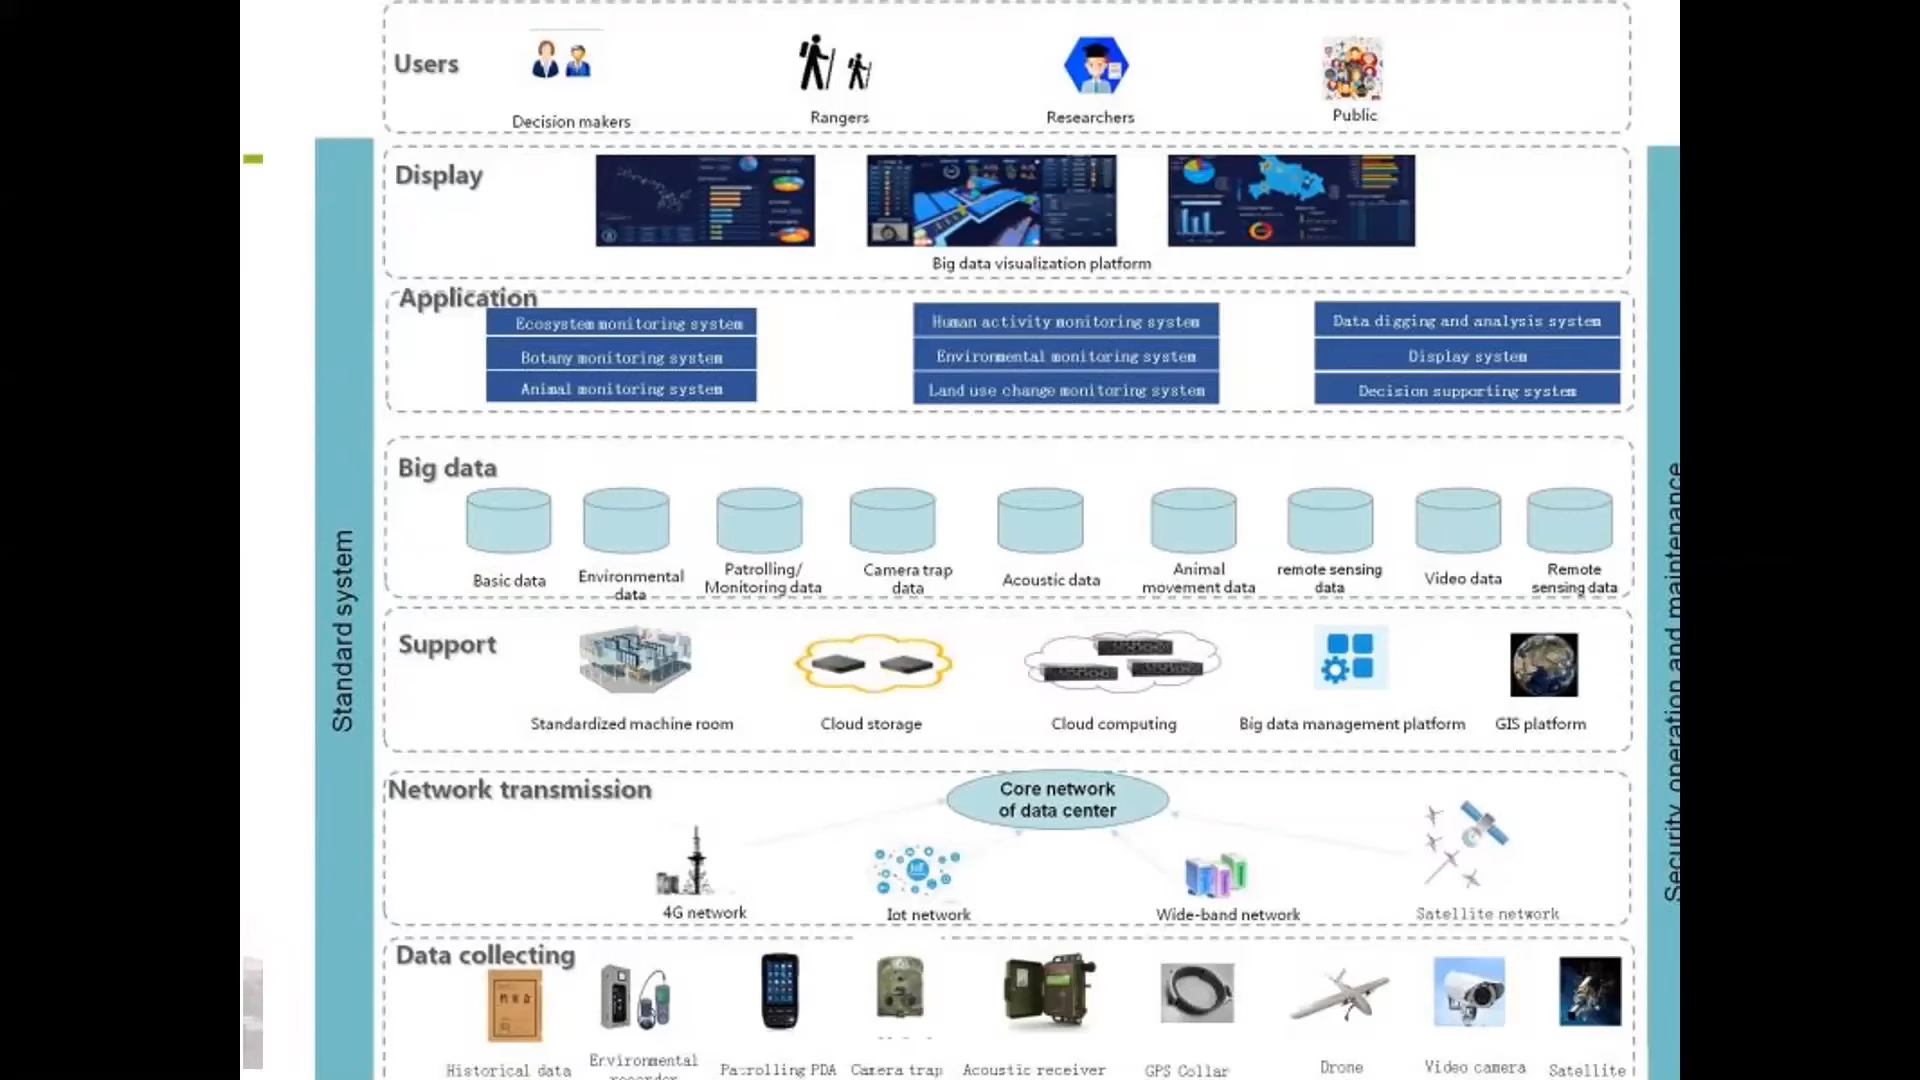 Users
Decision makers
Rangers
Researchers
Public
Display
Big data visualization platform
Application
Ecosystem monitoring system
Botany monitoring system
Animal monitoring system
Human activity monitoring system
Environmental monitoring system
Land use change monitoring system
Data digging and analysis system
Display system
Decision supporting system
Big data
Basic data
Environmental
data
Patrolling/
Monitoring data
Camera trap
data
Acoustic data
Animal
movement data
remote sensing
data
Video data
Remote
sensing data
Support
Standardized machine room
Cloud storage
Cloud computing
Big data management platform
GIS platform
Network transmission
Core network
of data center
4G network
Iot network
Wide-band network
Satellite network
Data collecting
Historical data
Environmental
Patrolling PDA
Camera trap
Acoustic receiver
GPS Collar
Drone
Video camera
Satellite
Standard system
Security, operation and maintenance